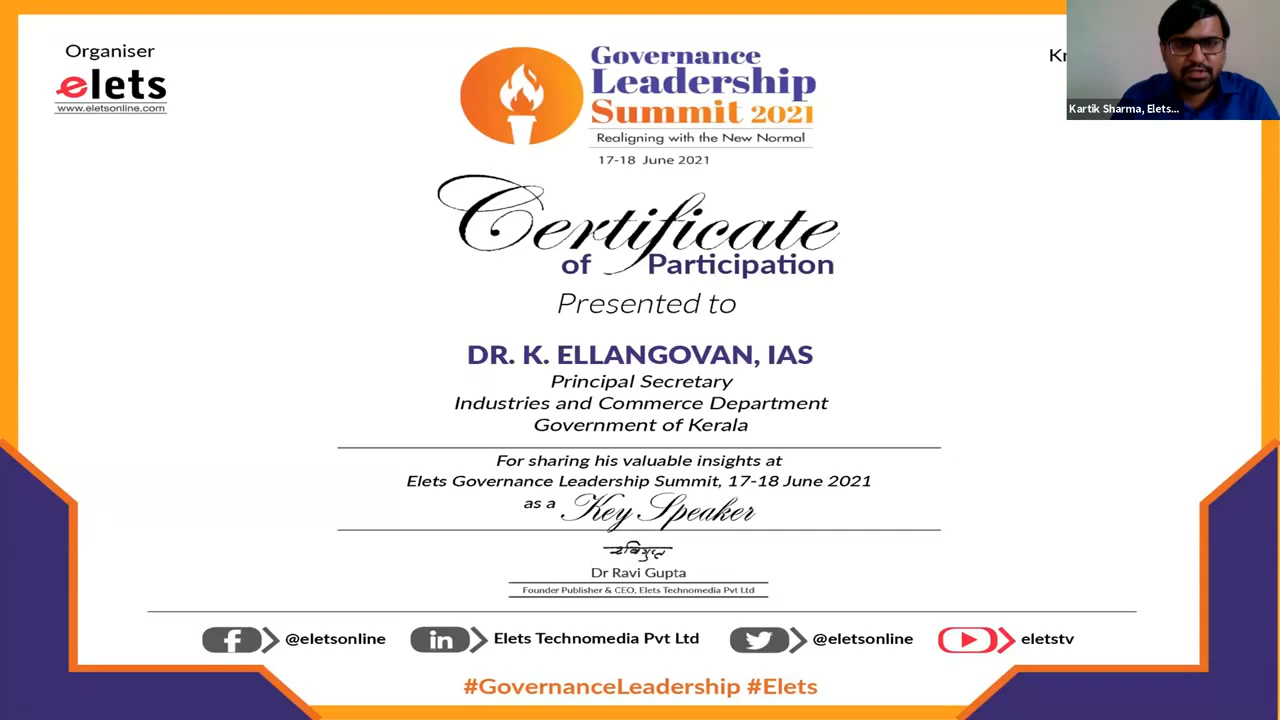 Organiser
elets
www.eletsonline.com
Governance
Leadership
Summit 2021
Realigning with the New Normal
17-18 June 2021
Kartik Sharma, Elets...
Certificate
of Participation
Presented to
DR. K. ELLANGOVAN, IAS
Principal Secretary
Industries and Commerce Department
Government of Kerala
For sharing his valuable insights at
Elets Governance Leadership Summit, 17-18 June 2021
as a Key Speaker
Dr Ravi Gupta
Founder Publisher & CEO, Elets Technomedia Pvt Ltd
@eletsonline
Elets Technomedia Pvt Ltd
@eletsonline
eletstv
#GovernanceLeadership #Elets